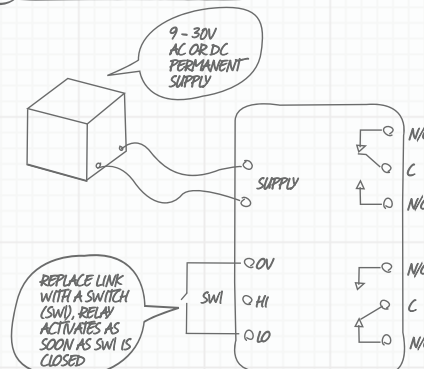 9 - 30V
AC OR DC
PERMANENT
SUPPLY
C
SUPPLY
0V
REPLACE LINK
WITH A SWITCH
(SW1), RELAY
ACTIVATES AS
SOON AS SW1 IS
CLOSED
SW1
HI
C
LO